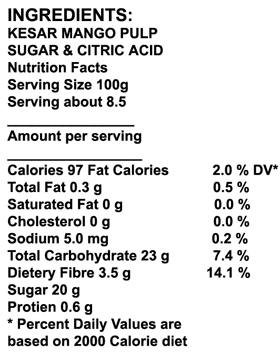 INGREDIENTS:
KESAR MANGO PULP
SUGAR & CITRIC ACID
Nutrition Facts
Serving Size 100g
Serving about 8.5
Amount per serving
Calories 97 Fat Calories 2.0 % DV*
Total Fat 0.3 g 0.5 %
Saturated Fat 0 g 0.0 %
Cholesterol 0 g 0.0 %
Sodium 5.0 mg 0.2 %
Total Carbohydrate 23 g 7.4 %
Dietery Fibre 3.5 g 14.1 %
Sugar 20 g
Protien 0.6 g
* Percent Daily Values are
based on 2000 Calorie diet